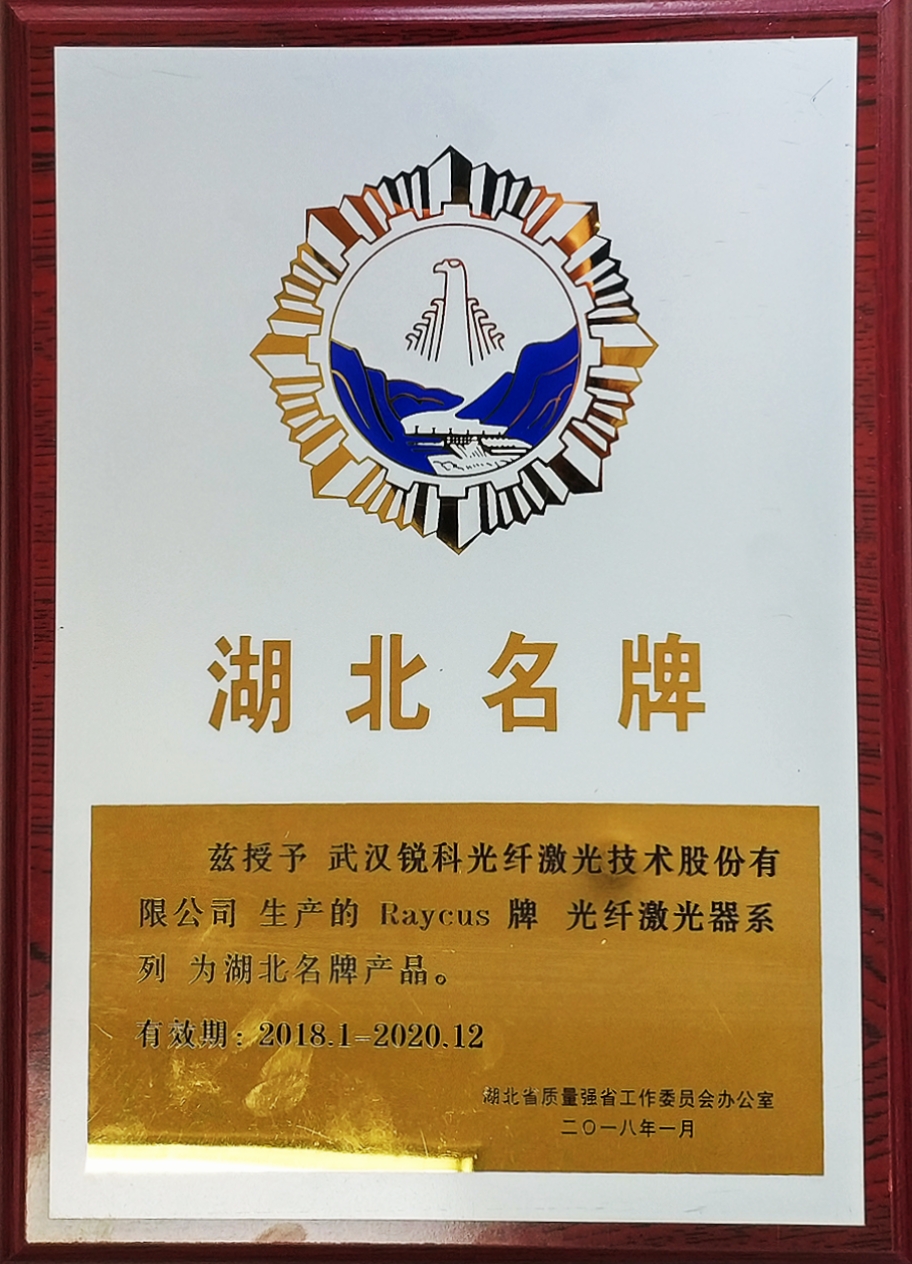 湖北名牌
兹授予 武汉锐科光纤激光技术股份有
限公司 生产的 Raycus 牌 光纤激光器系
列 为湖北名牌产品。
有效期：2018.1-2020.12
湖北省质量强省工作委员会办公室
二〇一八年一月